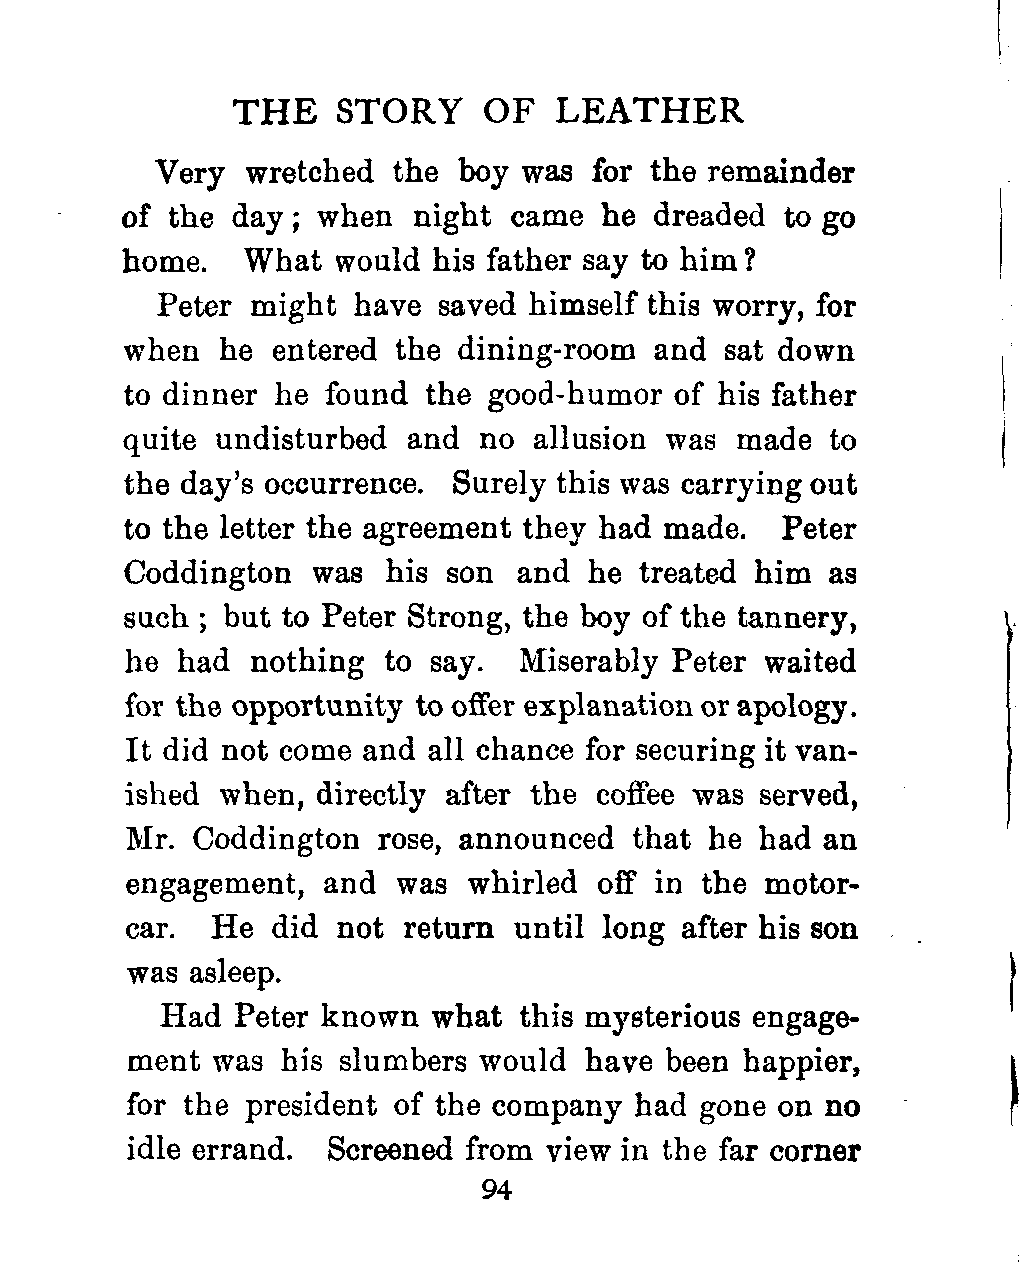 THE STORY OF LEATHER
Very wretched the boy was for the remainder
of the day; when night came he dreaded to go
home. What would his father say to him?
Peter might have saved himself this worry, for
when he entered the dining-room and sat down
to dinner he found the good-humor of his father
quite undisturbed and no allusion was made to
the day's occurrence. Surely this was carrying out
to the letter the agreement they had made. Peter
Coddington was his son and he treated him as
such; but to Peter Strong, the boy of the tannery,
he had nothing to say. Miserably Peter waited
for the opportunity to offer explanation or apology.
It did not come and all chance for securing it van-
ished when, directly after the coffee was served,
Mr. Coddington rose, announced that he had an
engagement, and was whirled off in the motor-
car. He did not return until long after his son
was asleep.
Had Peter known what this mysterious engage-
ment was his slumbers would have been happier,
for the president of the company had gone on no
idle errand. Screened from view in the far corner
94